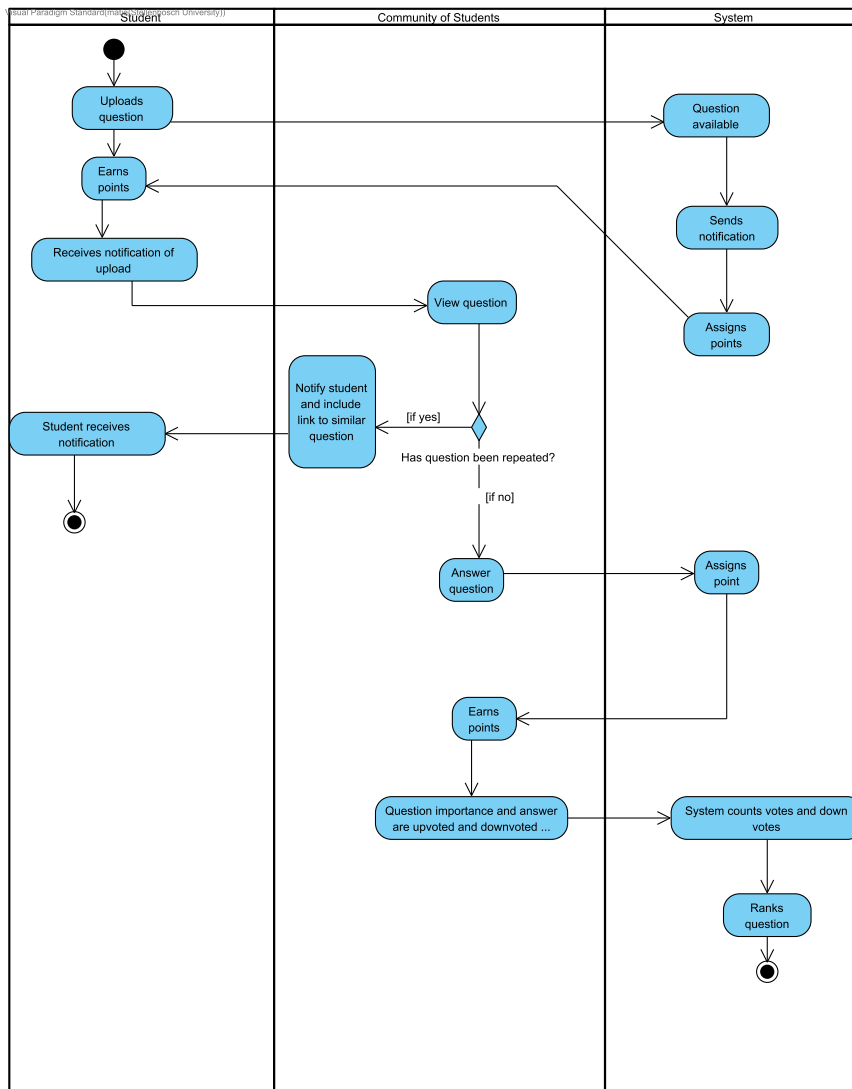 Visual Paradigm Standard(matie(Stellenbosch University))
Student
Community of Students
System
Uploads
question
Question
available
Earns
points
Sends
notification
Receives notification of
upload
View question
Assigns
points
Notify student
and include
link to similar
question
[if yes]
Student receives
notification
Has question been repeated?
[if no]
Answer
question
Assigns
point
Earns
points
Question importance and answer
are upvoted and downvoted ...
System counts votes and down
votes
Ranks
question